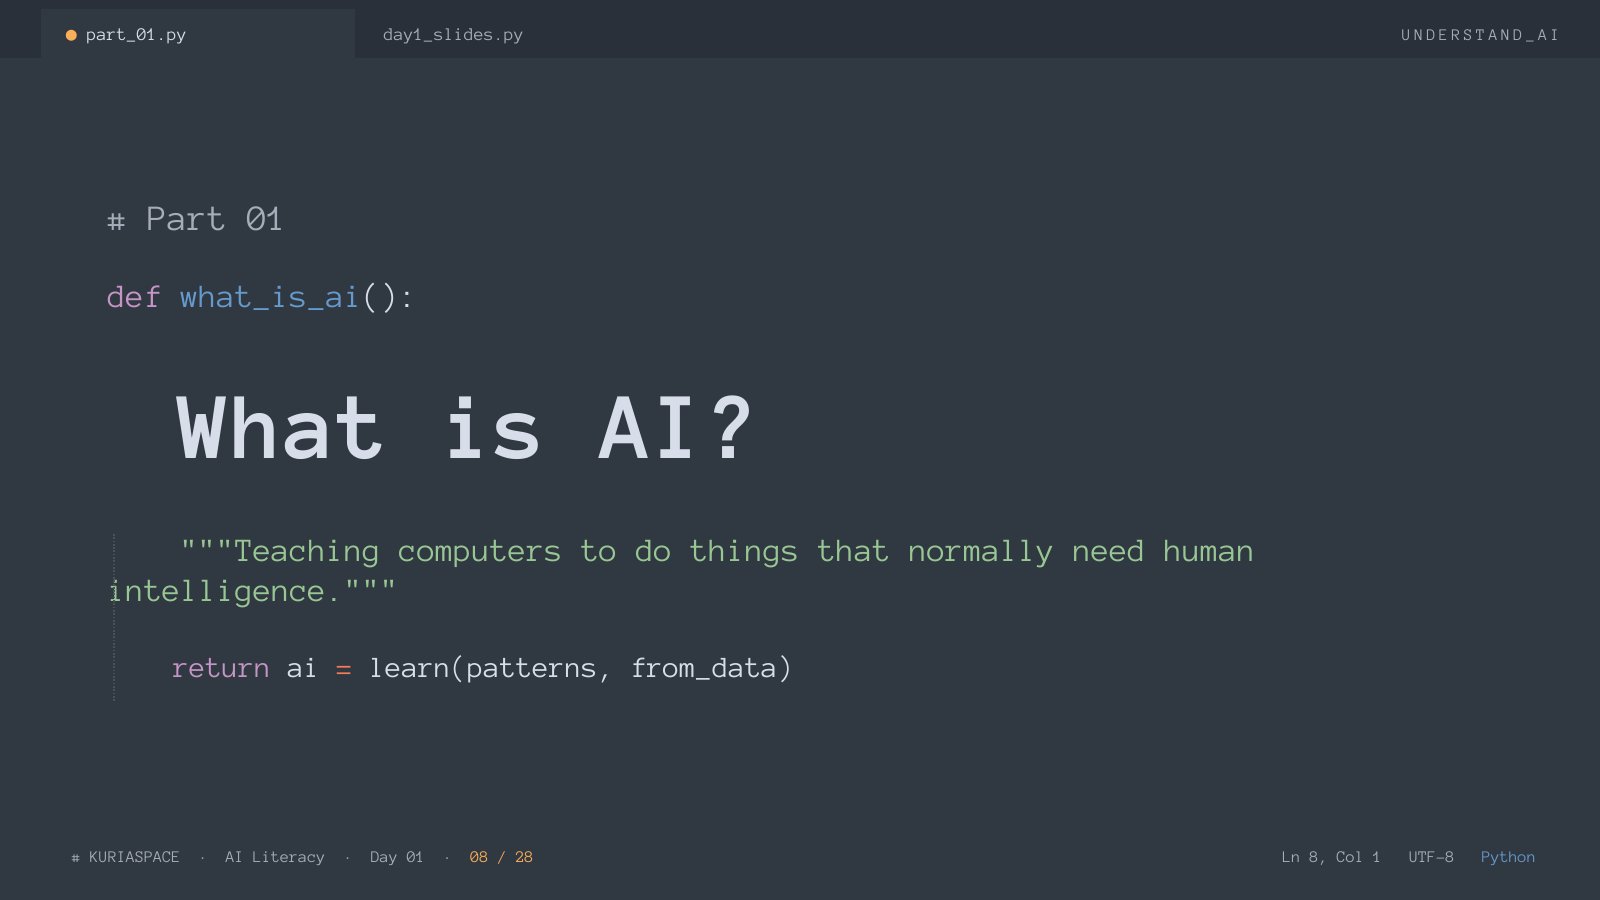 part_01.py
day1_slides.py
UNDERSTAND_AI
# Part 01
def what_is_ai():
What is AI?
"""Teaching computers to do things that normally need human
intelligence."""
return ai = learn(patterns, from_data)
# KURIASPACE · AI Literacy · Day 01 · 08 / 28
Ln 8, Col 1 UTF-8 Python